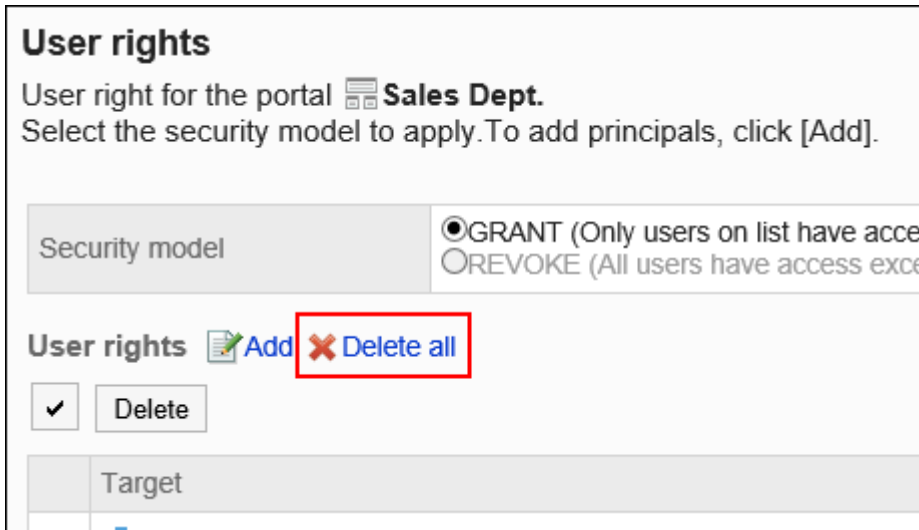 User rights
User right for the portal Sales Dept.
Select the security model to apply.To add principals, click [Add].
Security model
GRANT (Only users on list have acce
REVOKE (All users have access exce
User rights Add Delete all
Delete
Target